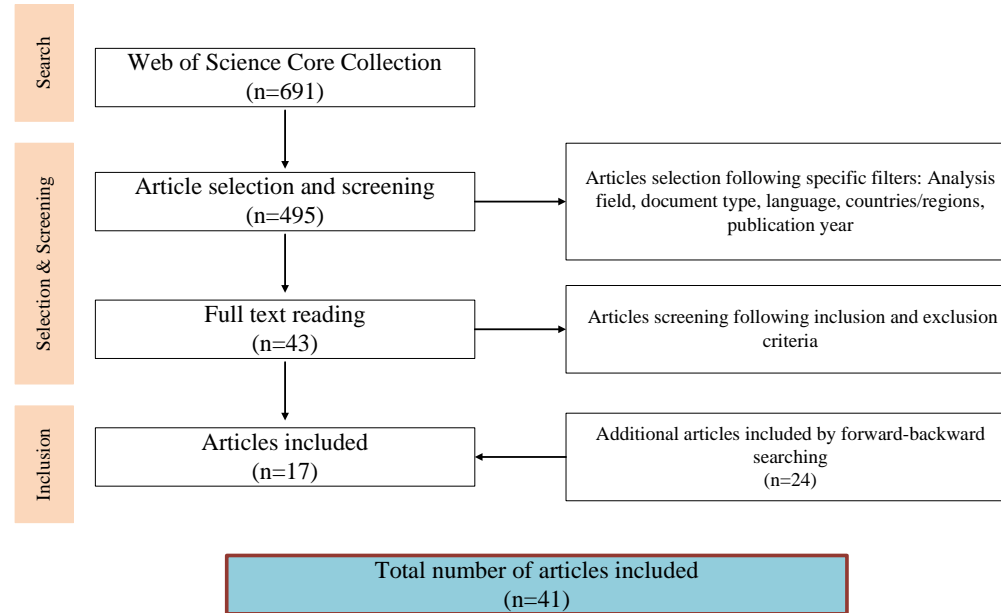 Search
Web of Science Core Collection
(n=691)
Selection & Screening
Article selection and screening
(n=495)
Articles selection following specific filters: Analysis
field, document type, language, countries/regions,
publication year
Full text reading
(n=43)
Articles screening following inclusion and exclusion
criteria
Inclusion
Articles included
(n=17)
Additional articles included by forward-backward
searching
(n=24)
Total number of articles included
(n=41)